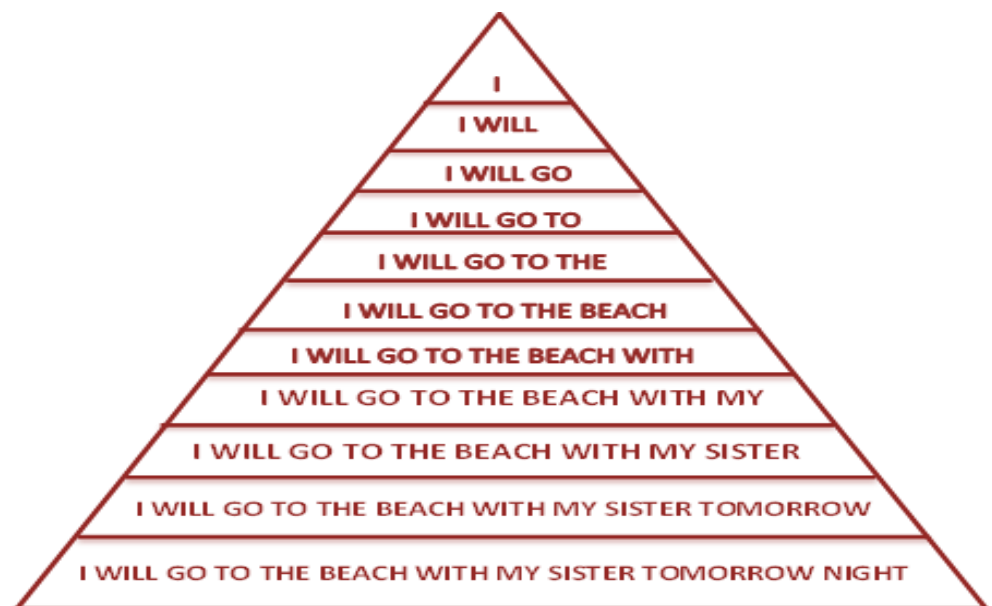 I
I WILL
I WILL GO
I WILL GO TO
I WILL GO TO THE
I WILL GO TO THE BEACH
I WILL GO TO THE BEACH WITH
I WILL GO TO THE BEACH WITH MY
I WILL GO TO THE BEACH WITH MY SISTER
I WILL GO TO THE BEACH WITH MY SISTER TOMORROW
I WILL GO TO THE BEACH WITH MY SISTER TOMORROW NIGHT